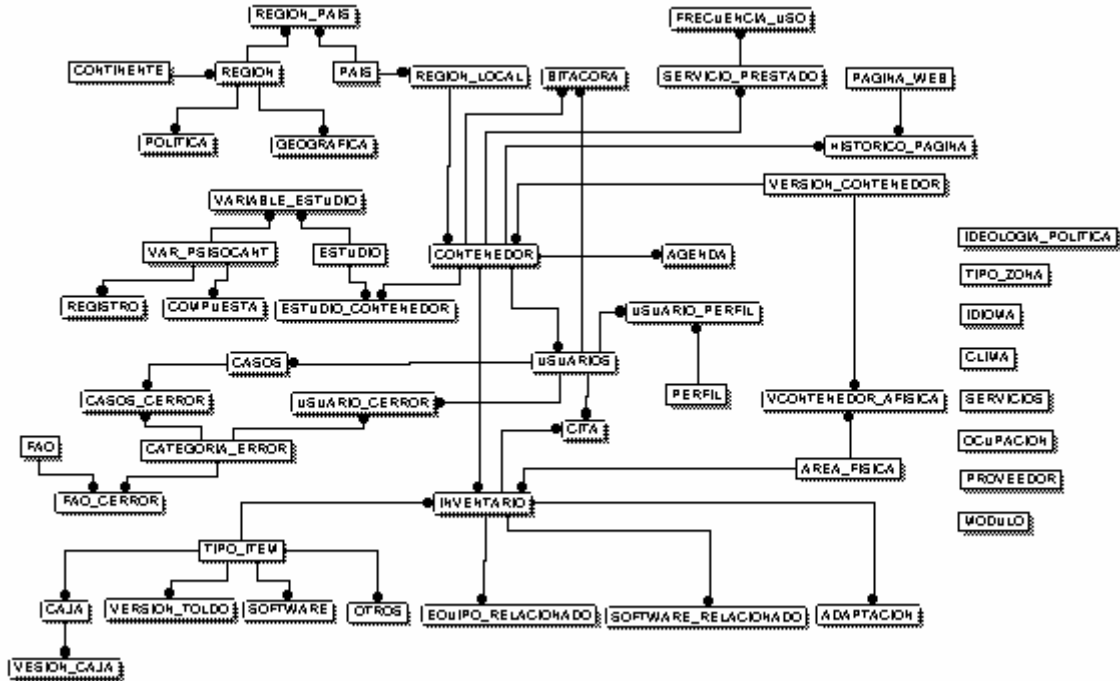 REGION_PAIS
FRECUENCIA_USO
CONTINENTE
REGION
PAIS
REGION_LOCAL
BITACORA
SERVICIO_PRESTADO
PAGINA_WEB
POLITICA
GEOGRAFICA
HISTORICO_PAGINA
VERSION_CONTENEDOR
VARIABLE_ESTUDIO
IDEOLOGIA_POLITICA
VAR_PSISOCANT
ESTUDIO
CONTENEDOR
AGENDA
TIPO_ZONA
REGISTRO
COMPUESTA
ESTUDIO_CONTENEDOR
USUARIO_PERFIL
IDIOMA
CASOS
USUARIOS
CLIMA
CASOS_CERROR
USUARIO_CERROR
PERFIL
VCONTENEDOR_AFISICA
SERVICIOS
FAO
CATEGORIA_ERROR
CITA
OCUPACION
AREA_FISICA
PROVEEDOR
FAO_CERROR
INVENTARIO
MODULO
TIPO_ITEM
CAJA
VERSION_TOLDO
SOFTWARE
OTROS
EQUIPO_RELACIONADO
SOFTWARE_RELACIONADO
ADAPTACION
VESION_CAJA